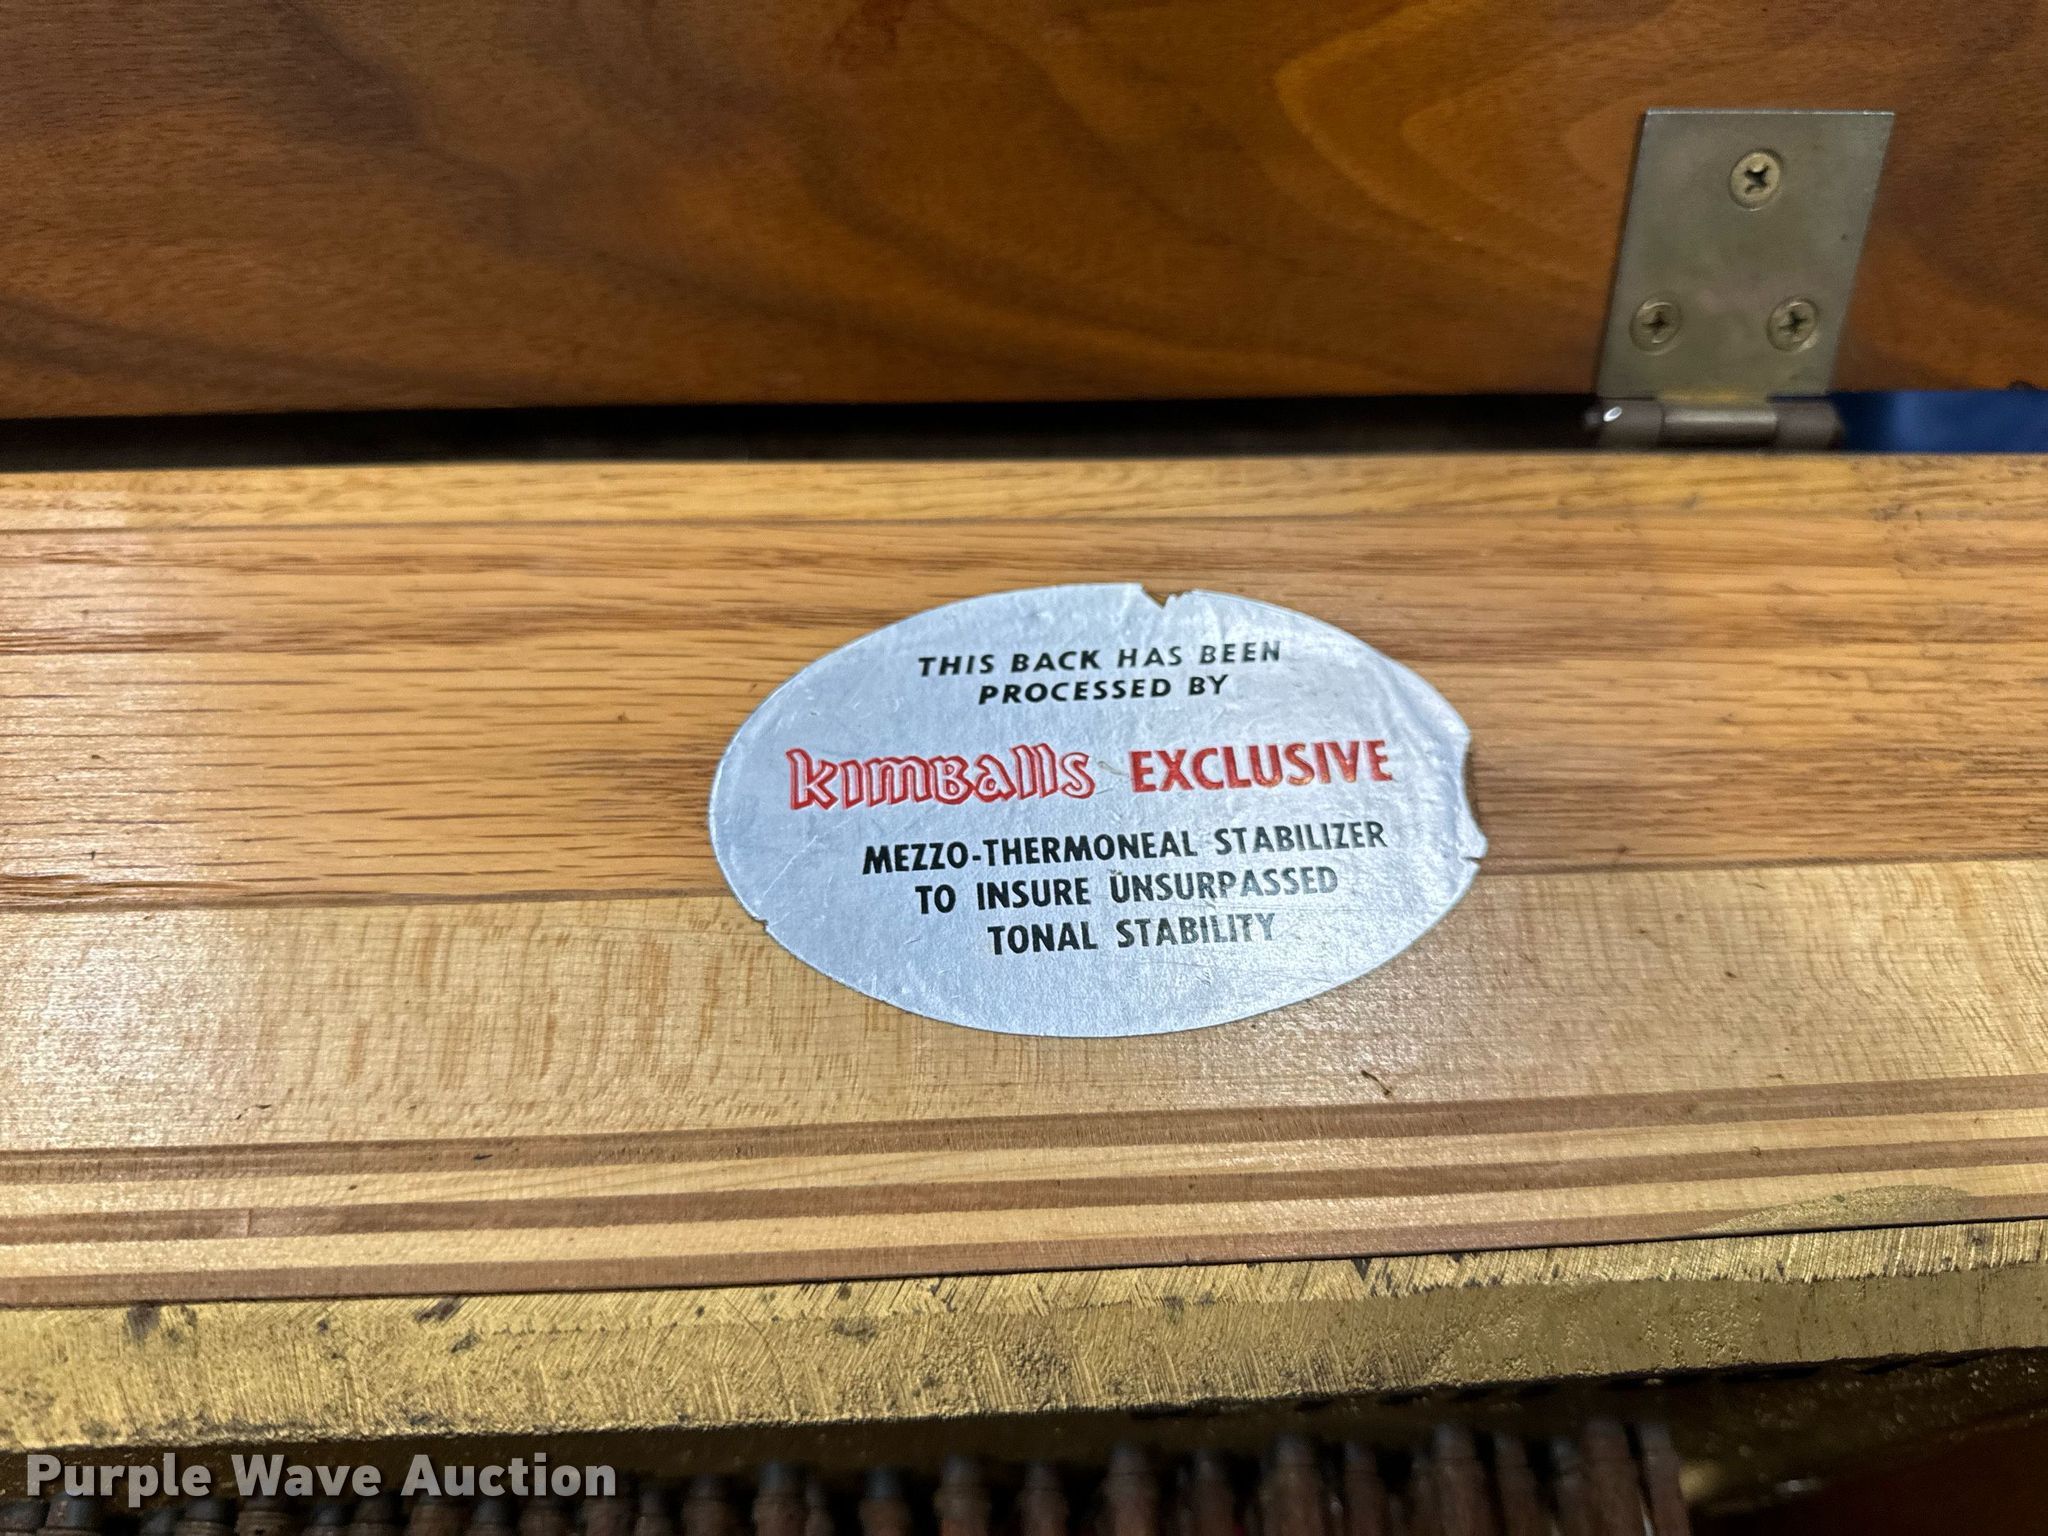 THIS BACK HAS BEEN
PROCESSED BY
kimballs EXCLUSIVE
MEZZO-THERMONEAL STABILIZER
TO INSURE UNSURPASSED
TONAL STABILITY
Purple Wave Auction